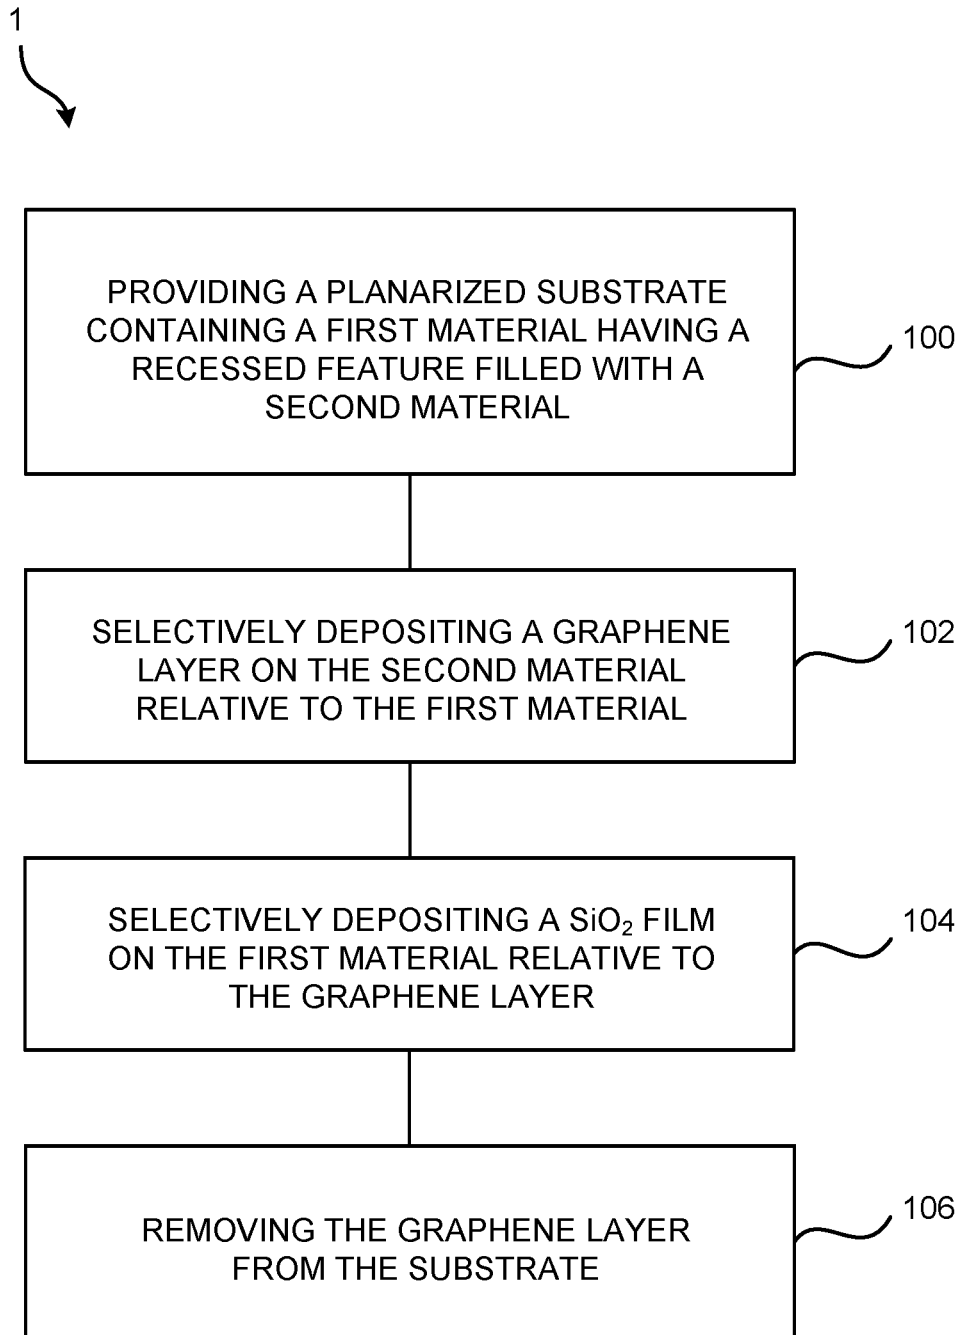 1
PROVIDING A PLANARIZED SUBSTRATE
CONTAINING A FIRST MATERIAL HAVING A
RECESSED FEATURE FILLED WITH A
SECOND MATERIAL
100
SELECTIVELY DEPOSITING A GRAPHENE
LAYER ON THE SECOND MATERIAL
RELATIVE TO THE FIRST MATERIAL
102
SELECTIVELY DEPOSITING A SiO₂ FILM
ON THE FIRST MATERIAL RELATIVE TO
THE GRAPHENE LAYER
104
REMOVING THE GRAPHENE LAYER
FROM THE SUBSTRATE
106